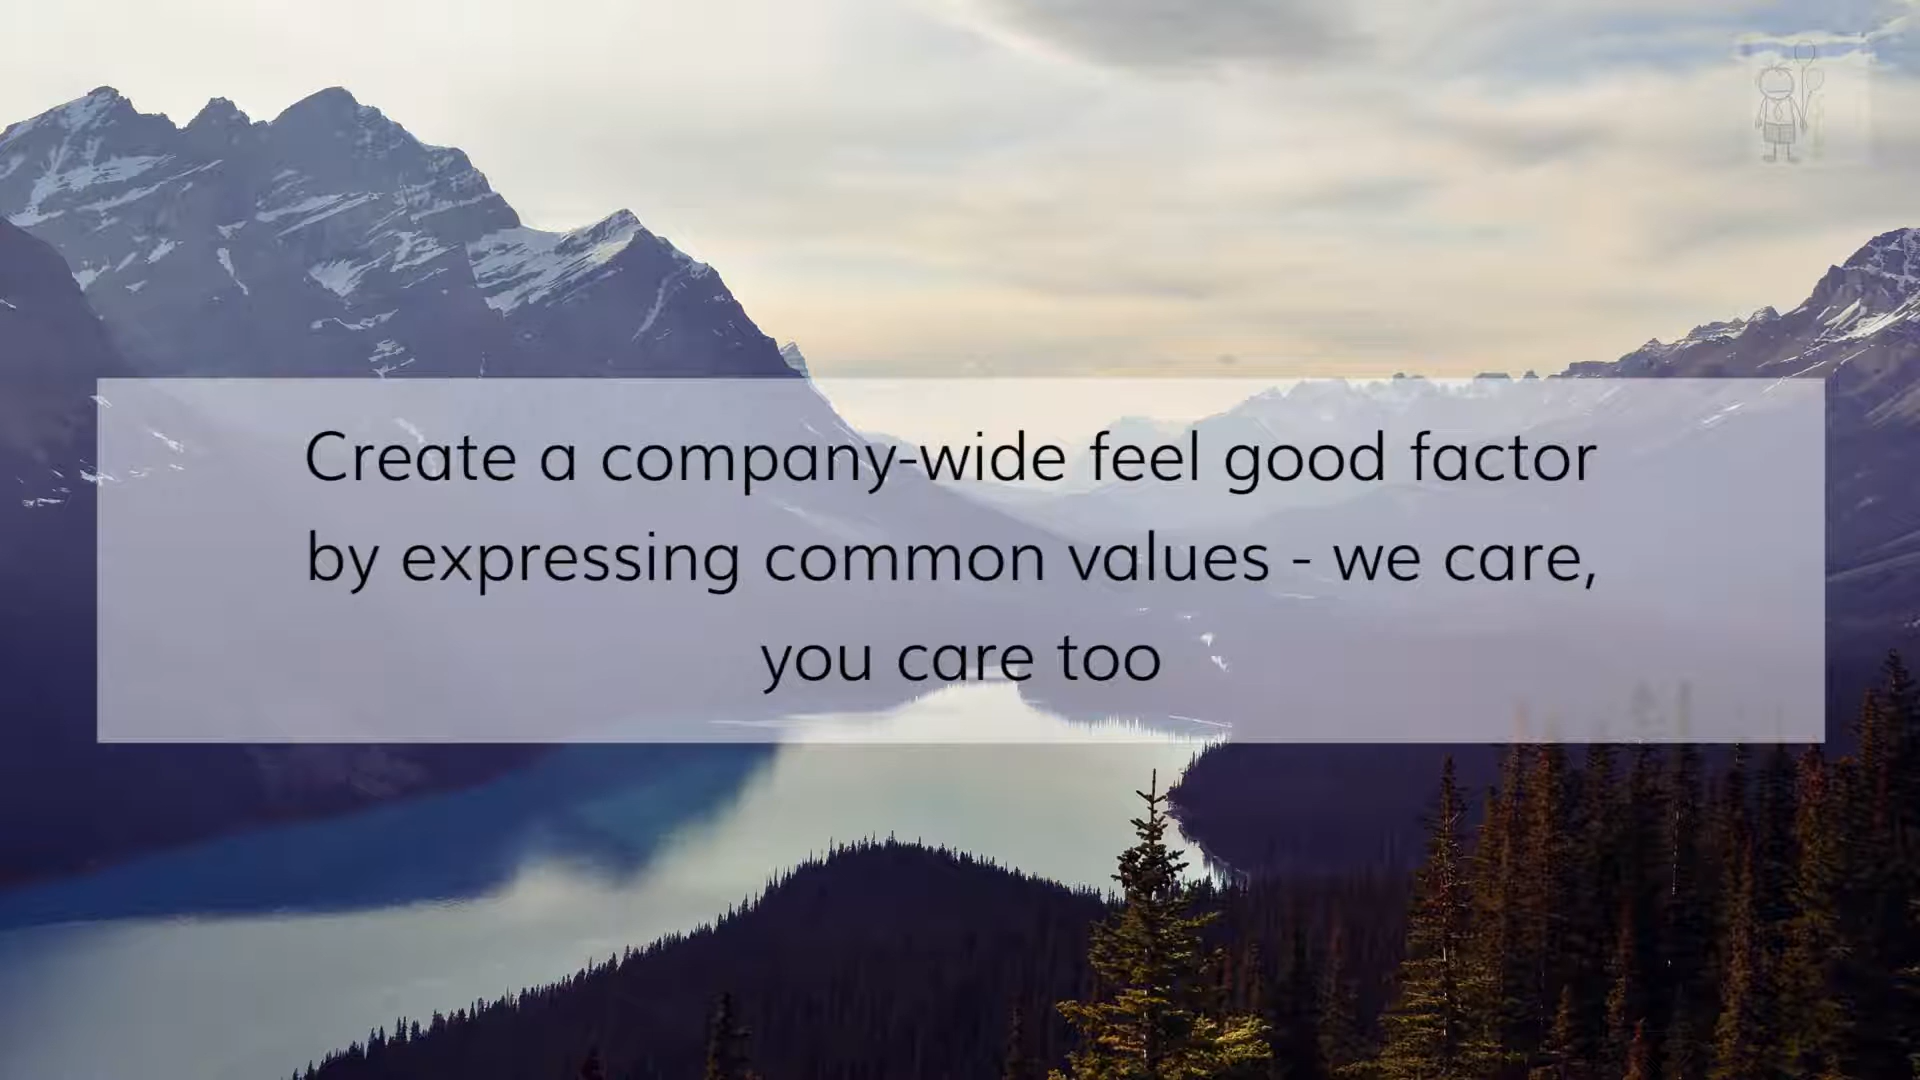 Create a company-wide feel good factor
by expressing common values - we care,
you care too